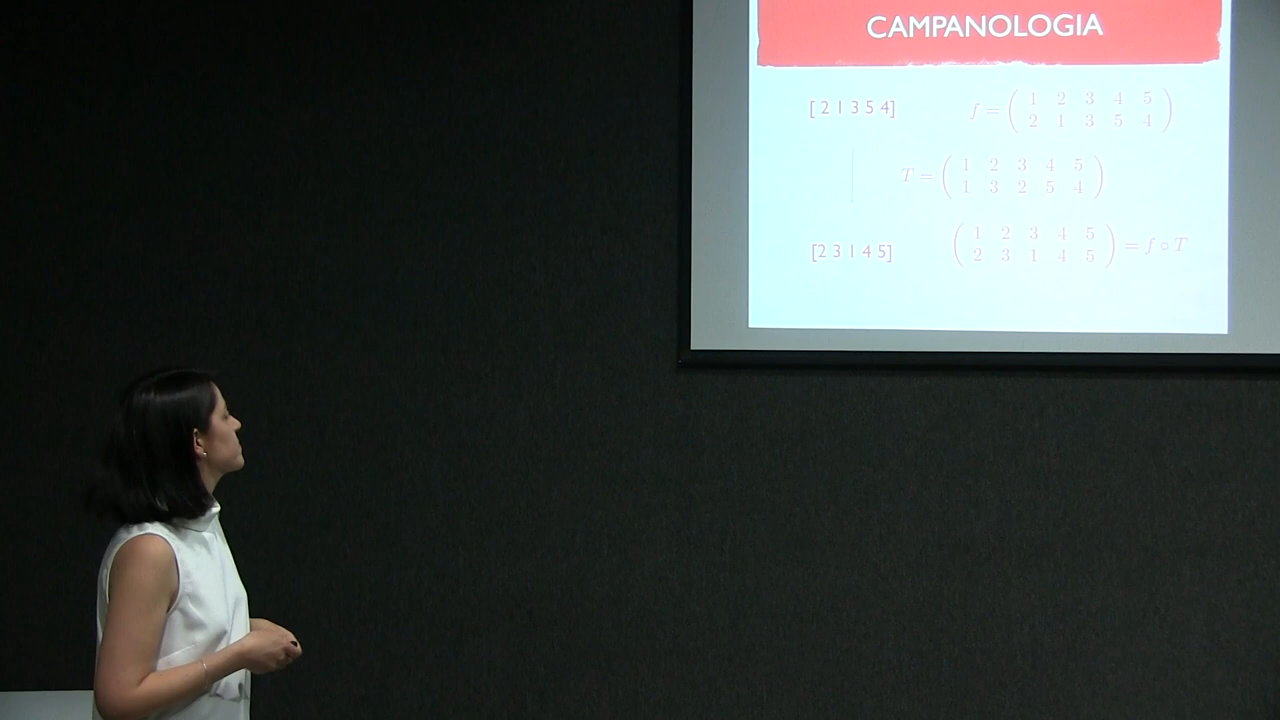 CAMPANOLOGIA
[2 1 3 5 4] f = ( 1 2 3 4 5
2 1 3 5 4 )
T = ( 1 2 3 4 5
1 3 2 5 4 )
[2 3 1 4 5] ( 1 2 3 4 5
2 3 1 4 5 ) = f ∘ T